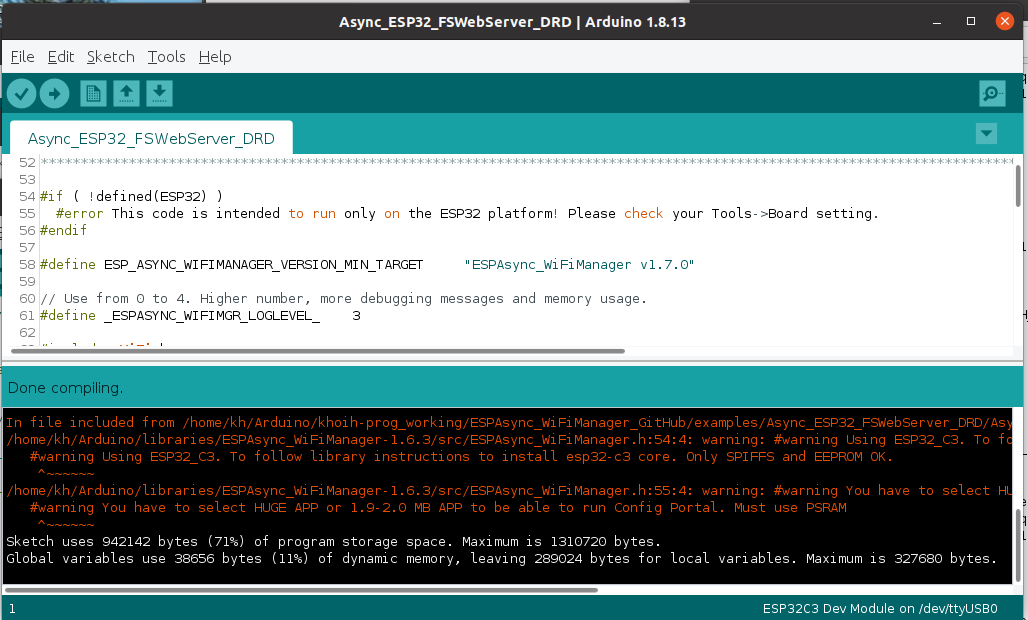 Async_ESP32_FSWebServer_DRD | Arduino 1.8.13
File Edit Sketch Tools Help
Async_ESP32_FSWebServer_DRD
52 ****************************************************************************************************************************
53
54 #if ( !defined(ESP32) )
55   #error This code is intended to run only on the ESP32 platform! Please check your Tools->Board setting.
56 #endif
57
58 #define ESP_ASYNC_WIFIMANAGER_VERSION_MIN_TARGET     "ESPAsync_WiFiManager v1.7.0"
59
60 // Use from 0 to 4. Higher number, more debugging messages and memory usage.
61 #define _ESPASYNC_WIFIMGR_LOGLEVEL_    3
62
Done compiling.
In file included from /home/kh/Arduino/khoih-prog_working/ESPAsync_WiFiManager_GitHub/examples/Async_ESP32_FSWebServer_DRD/Asy
/home/kh/Arduino/libraries/ESPAsync_WiFiManager-1.6.3/src/ESPAsync_WiFiManager.h:54:4: warning: #warning Using ESP32_C3. To fo
   #warning Using ESP32_C3. To follow library instructions to install esp32-c3 core. Only SPIFFS and EEPROM OK.
    ^~~~~~~
/home/kh/Arduino/libraries/ESPAsync_WiFiManager-1.6.3/src/ESPAsync_WiFiManager.h:55:4: warning: #warning You have to select HU
   #warning You have to select HUGE APP or 1.9-2.0 MB APP to be able to run Config Portal. Must use PSRAM
    ^~~~~~~
Sketch uses 942142 bytes (71%) of program storage space. Maximum is 1310720 bytes.
Global variables use 38656 bytes (11%) of dynamic memory, leaving 289024 bytes for local variables. Maximum is 327680 bytes.
1 ESP32C3 Dev Module on /dev/ttyUSB0